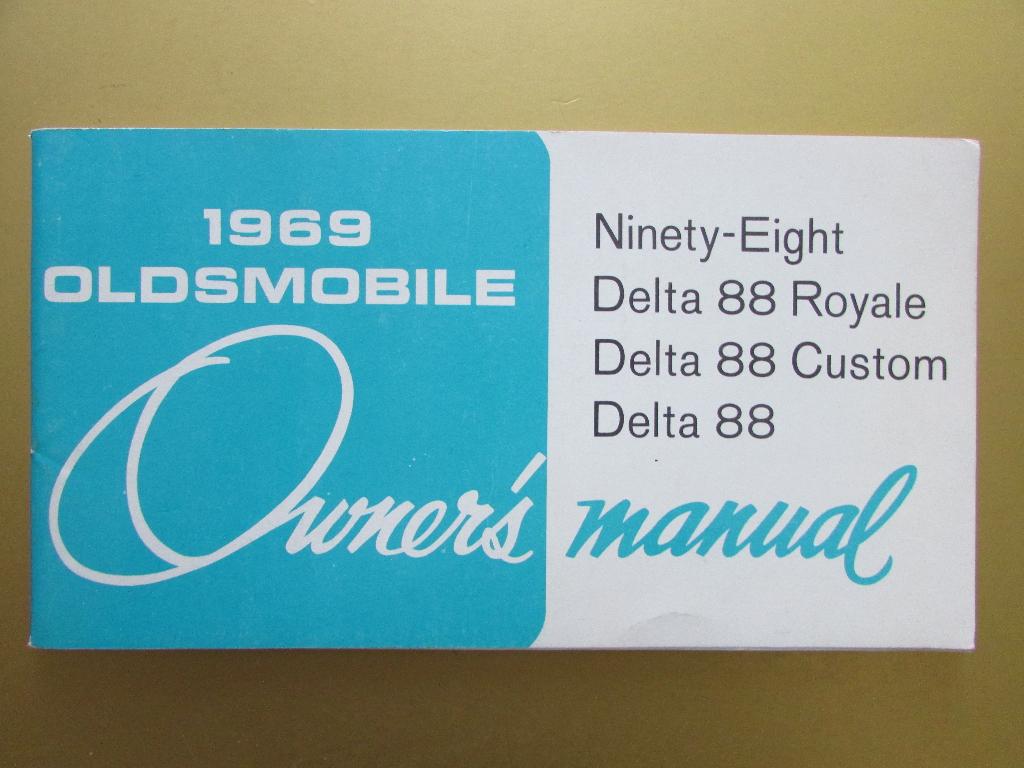 1969
OLDSMOBILE
Owner's manual
Ninety-Eight
Delta 88 Royale
Delta 88 Custom
Delta 88